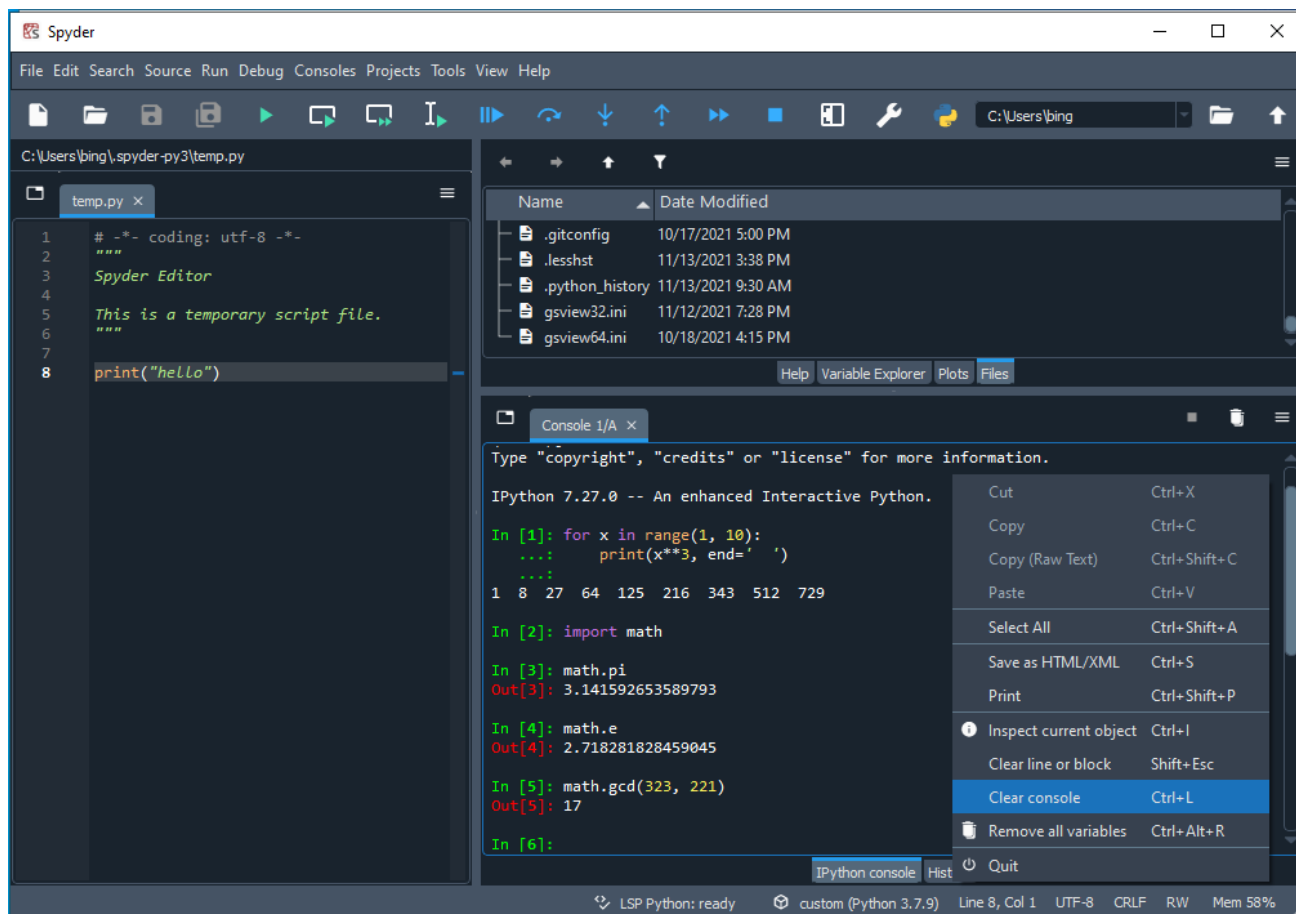 Spyder
File Edit Search Source Run Debug Consoles Projects Tools View Help
C:\Users\bing
C:\Users\bing\.spyder-py3\temp.py
temp.py
1 # -*- coding: utf-8 -*-
2 """
3 Spyder Editor
4
5 This is a temporary script file.
6 """
7
8 print("hello")
Name Date Modified
.gitconfig 10/17/2021 5:00 PM
.lesshst 11/13/2021 3:38 PM
.python_history 11/13/2021 9:30 AM
gsview32.ini 11/12/2021 7:28 PM
gsview64.ini 10/18/2021 4:15 PM
Help Variable Explorer Plots Files
Console 1/A
Type "copyright", "credits" or "license" for more information.
IPython 7.27.0 -- An enhanced Interactive Python.
In [1]: for x in range(1, 10):
...:     print(x**3, end='  ')
...:
1  8  27  64  125  216  343  512  729
In [2]: import math
In [3]: math.pi
Out[3]: 3.141592653589793
In [4]: math.e
Out[4]: 2.718281828459045
In [5]: math.gcd(323, 221)
Out[5]: 17
In [6]:
Cut Ctrl+X
Copy Ctrl+C
Copy (Raw Text) Ctrl+Shift+C
Paste Ctrl+V
Select All Ctrl+Shift+A
Save as HTML/XML Ctrl+S
Print Ctrl+Shift+P
Inspect current object Ctrl+I
Clear line or block Shift+Esc
Clear console Ctrl+L
Remove all variables Ctrl+Alt+R
Quit
IPython console Hist
LSP Python: ready custom (Python 3.7.9) Line 8, Col 1 UTF-8 CRLF RW Mem 58%